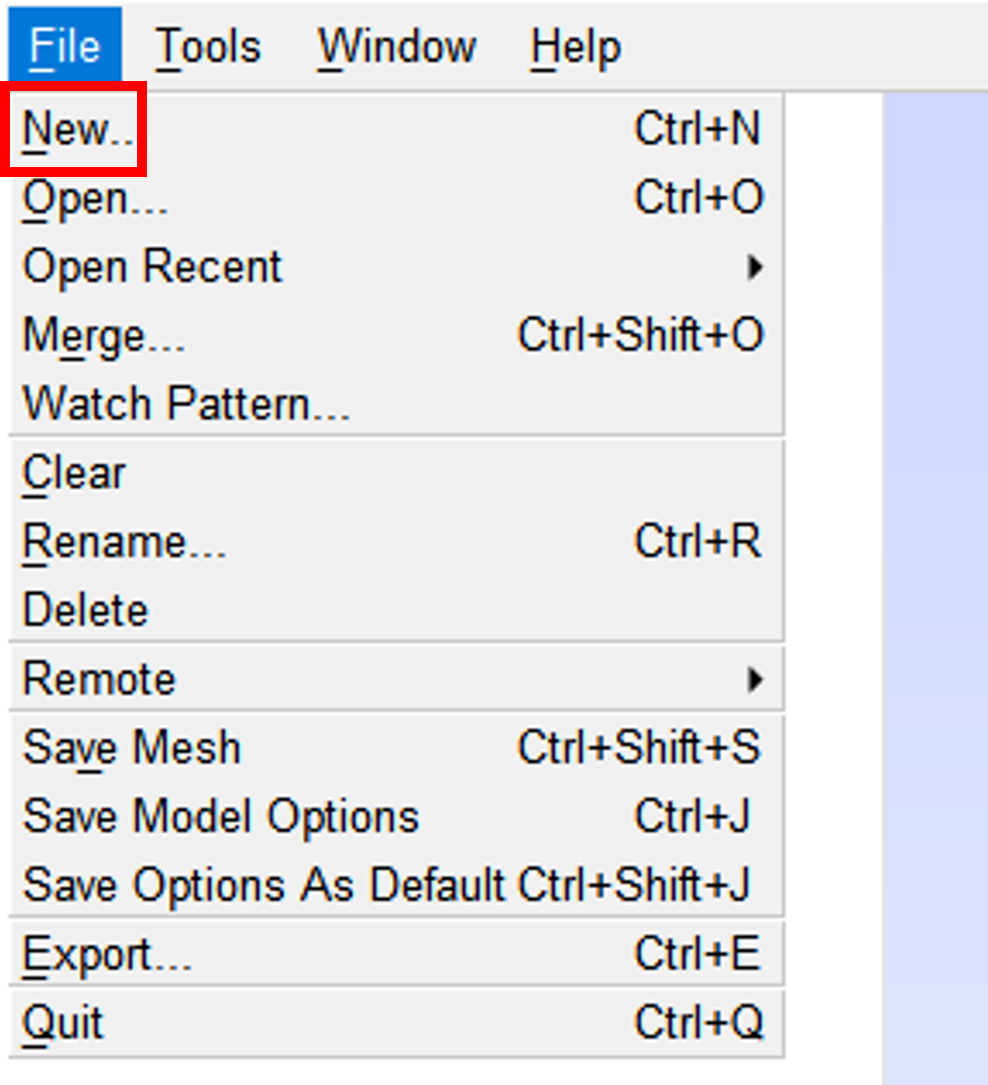 File Tools Window Help
New.. Ctrl+N
Open... Ctrl+O
Open Recent
Merge... Ctrl+Shift+O
Watch Pattern...
Clear
Rename... Ctrl+R
Delete
Remote
Save Mesh Ctrl+Shift+S
Save Model Options Ctrl+J
Save Options As Default Ctrl+Shift+J
Export... Ctrl+E
Quit Ctrl+Q